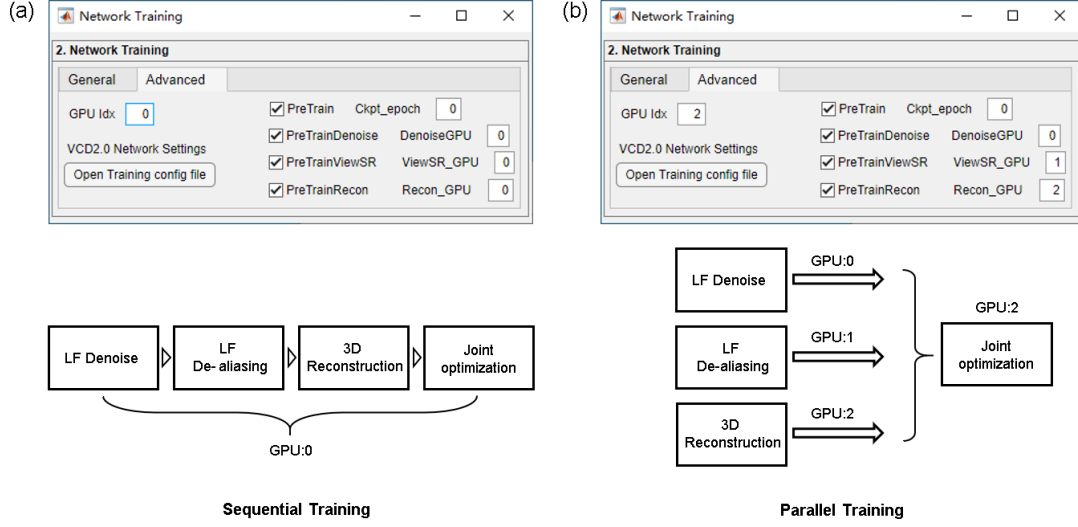 (a)
Network Training
2. Network Training
General Advanced
GPU Idx 0
PreTrain Ckpt_epoch 0
PreTrainDenoise DenoiseGPU 0
VCD2.0 Network Settings
PreTrainViewSR ViewSR_GPU 0
Open Training config file
PreTrainRecon Recon_GPU 0
LF Denoise
LF
De- aliasing
3D
Reconstruction
Joint
optimization
GPU:0
Sequential Training
(b)
Network Training
2. Network Training
General Advanced
GPU Idx 2
PreTrain Ckpt_epoch 0
PreTrainDenoise DenoiseGPU 0
VCD2.0 Network Settings
PreTrainViewSR ViewSR_GPU 1
Open Training config file
PreTrainRecon Recon_GPU 2
LF Denoise
GPU:0
LF
De-aliasing
GPU:1
3D
Reconstruction
GPU:2
GPU:2
Joint
optimization
Parallel Training